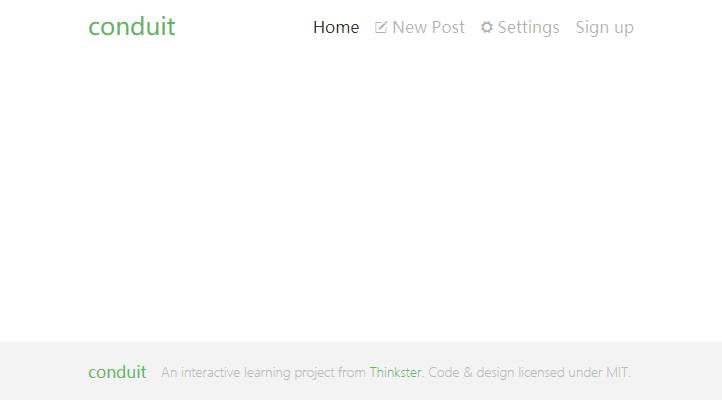 conduit Home New Post Settings Sign up
conduit An interactive learning project from Thinkster. Code & design licensed under MIT.